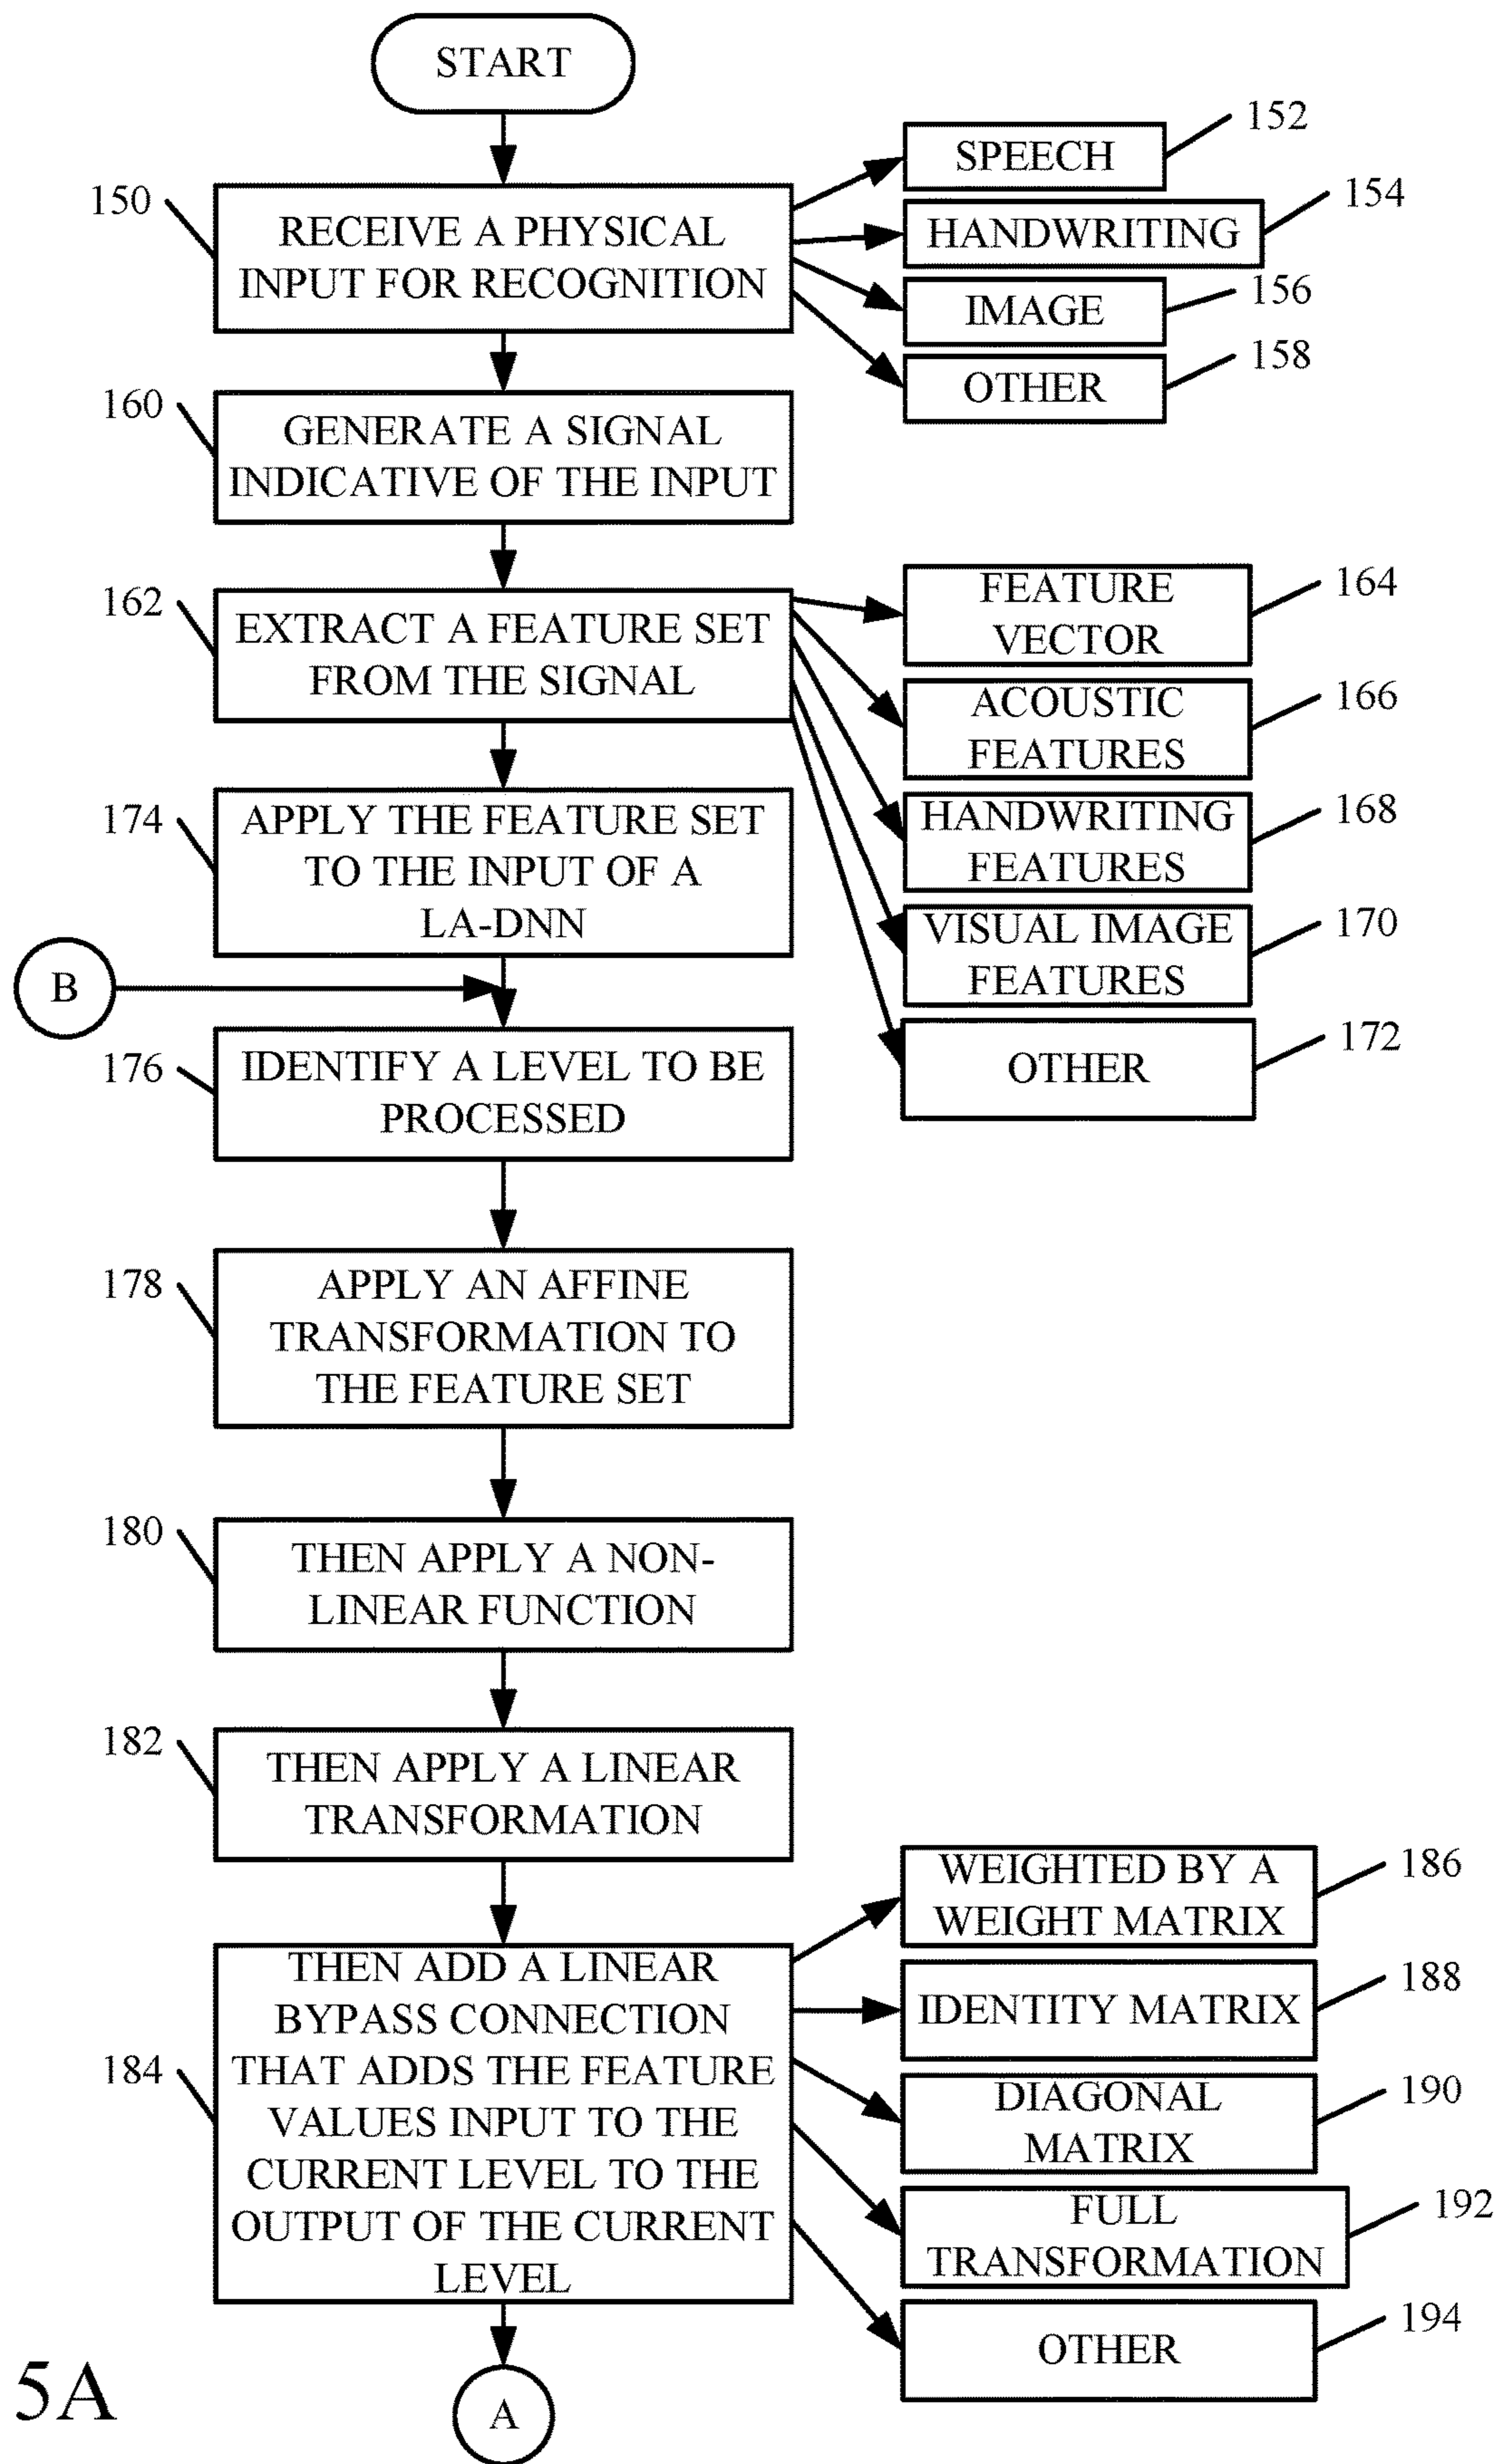 START
150
RECEIVE A PHYSICAL
INPUT FOR RECOGNITION
SPEECH
152
HANDWRITING
154
IMAGE
156
OTHER
158
160
GENERATE A SIGNAL
INDICATIVE OF THE INPUT
162
EXTRACT A FEATURE SET
FROM THE SIGNAL
FEATURE
VECTOR
164
ACOUSTIC
FEATURES
166
HANDWRITING
FEATURES
168
VISUAL IMAGE
FEATURES
170
OTHER
172
174
APPLY THE FEATURE SET
TO THE INPUT OF A
LA-DNN
B
176
IDENTIFY A LEVEL TO BE
PROCESSED
178
APPLY AN AFFINE
TRANSFORMATION TO
THE FEATURE SET
180
THEN APPLY A NON-
LINEAR FUNCTION
182
THEN APPLY A LINEAR
TRANSFORMATION
184
THEN ADD A LINEAR
BYPASS CONNECTION
THAT ADDS THE FEATURE
VALUES INPUT TO THE
CURRENT LEVEL TO THE
OUTPUT OF THE CURRENT
LEVEL
WEIGHTED BY A
WEIGHT MATRIX
186
IDENTITY MATRIX
188
DIAGONAL
MATRIX
190
FULL
TRANSFORMATION
192
OTHER
194
5A
A